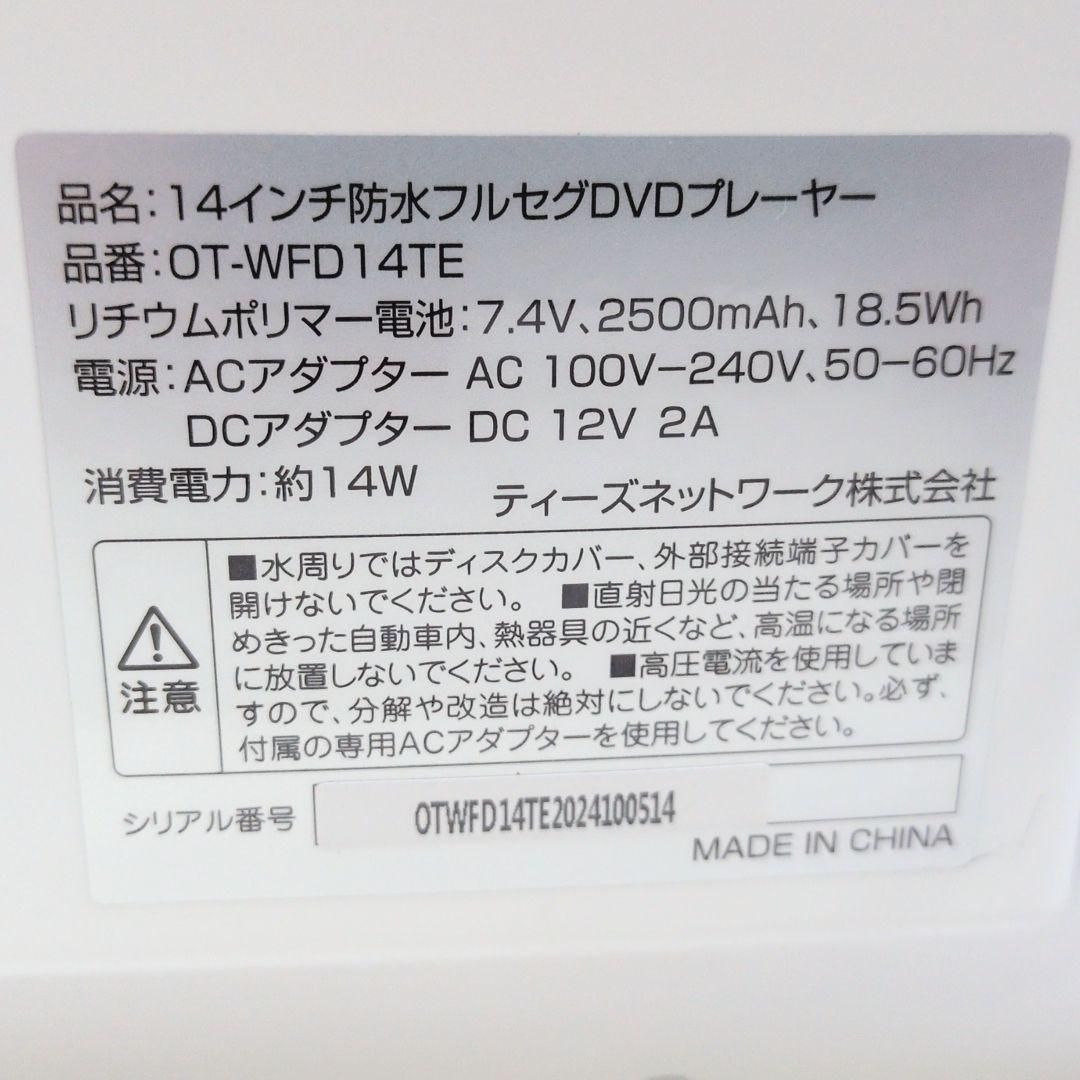 品名:14インチ防水フルセグDVDプレーヤー
品番:OT-WFD14TE
リチウムポリマー電池:7.4V、2500mAh、18.5Wh
電源:ACアダプター AC 100V−240V、50−60Hz
DCアダプター DC 12V 2A
消費電力:約14W
ティーズネットワーク株式会社
■水周りではディスクカバー、外部接続端子カバーを
開けないでください。 ■直射日光の当たる場所や閉
めきった自動車内、熱器具の近くなど、高温になる場所
に放置しないでください。 ■高圧電流を使用していま
すので、分解や改造は絶対にしないでください。必ず、
付属の専用ACアダプターを使用してください。
注意
シリアル番号 OTWFD14TE2024100514
MADE IN CHINA